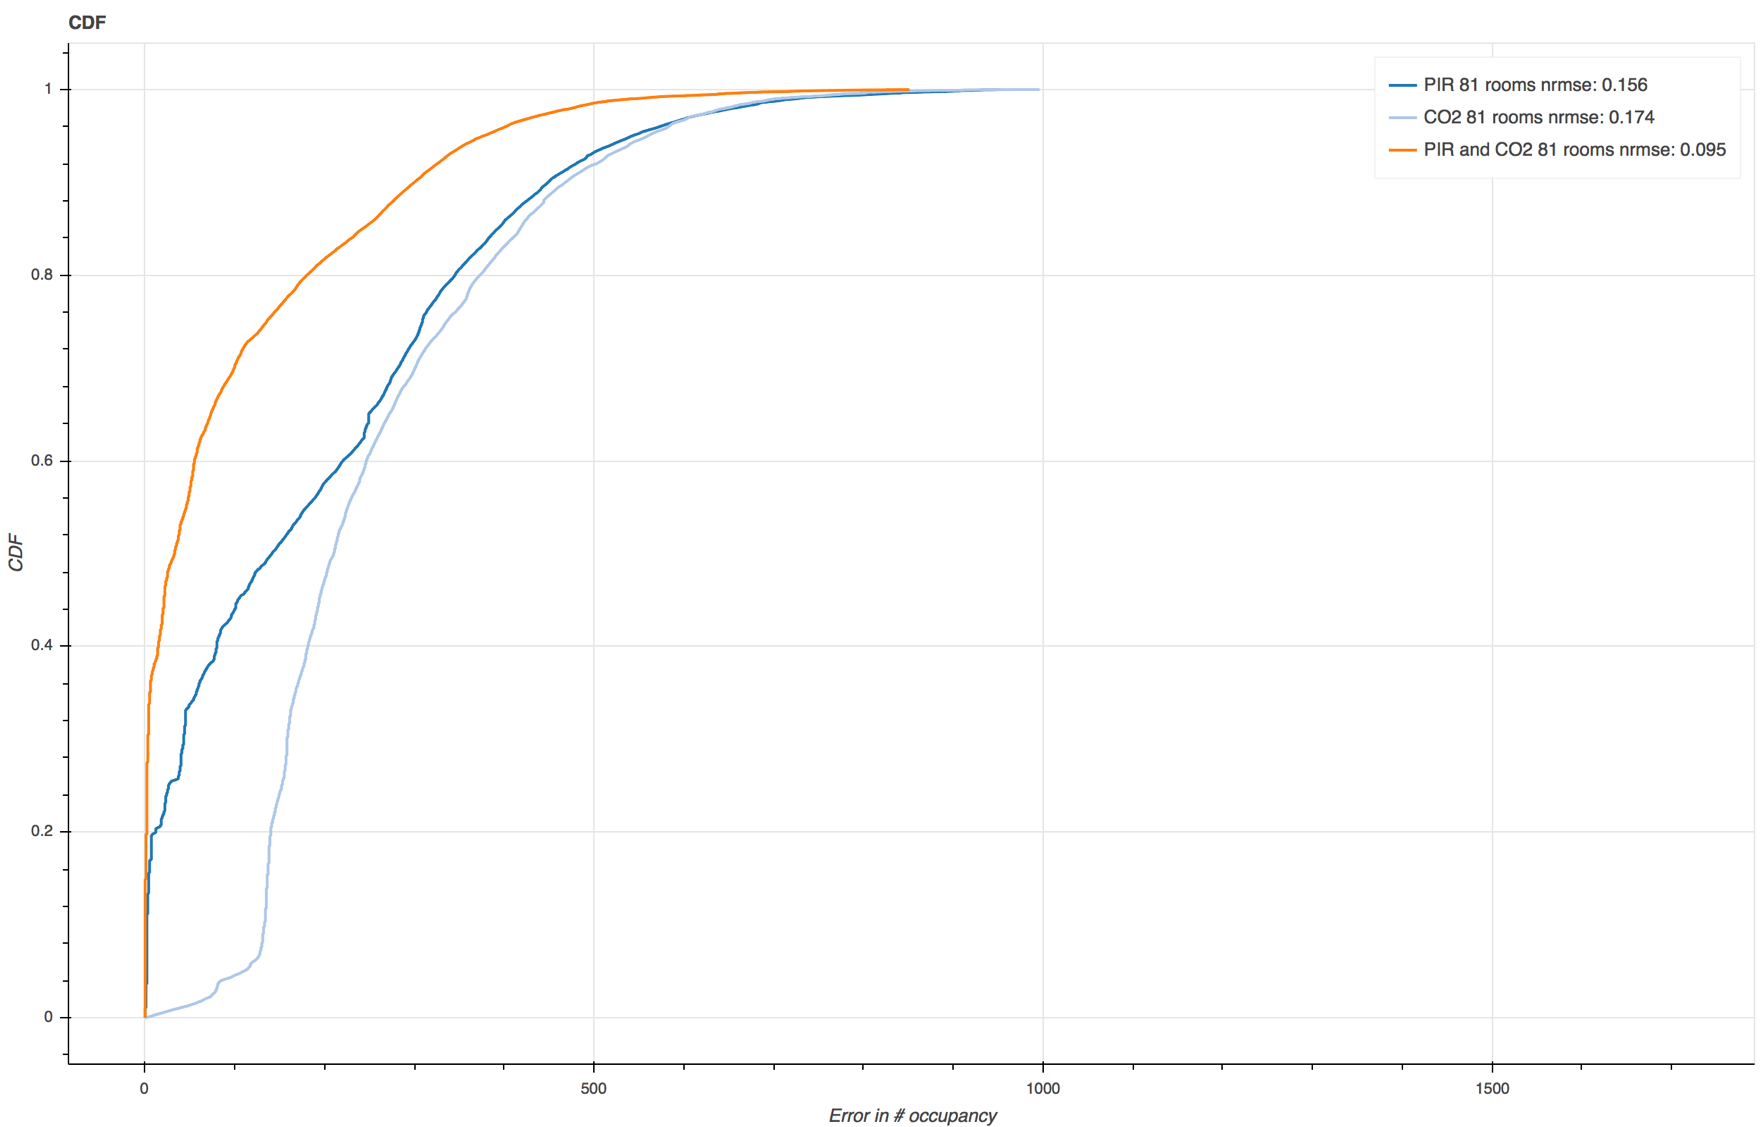 CDF
PIR 81 rooms nrmse: 0.156
CO2 81 rooms nrmse: 0.174
PIR and CO2 81 rooms nrmse: 0.095
1
0.8
0.6
0.4
0.2
0
CDF
0 500 1000 1500
Error in # occupancy